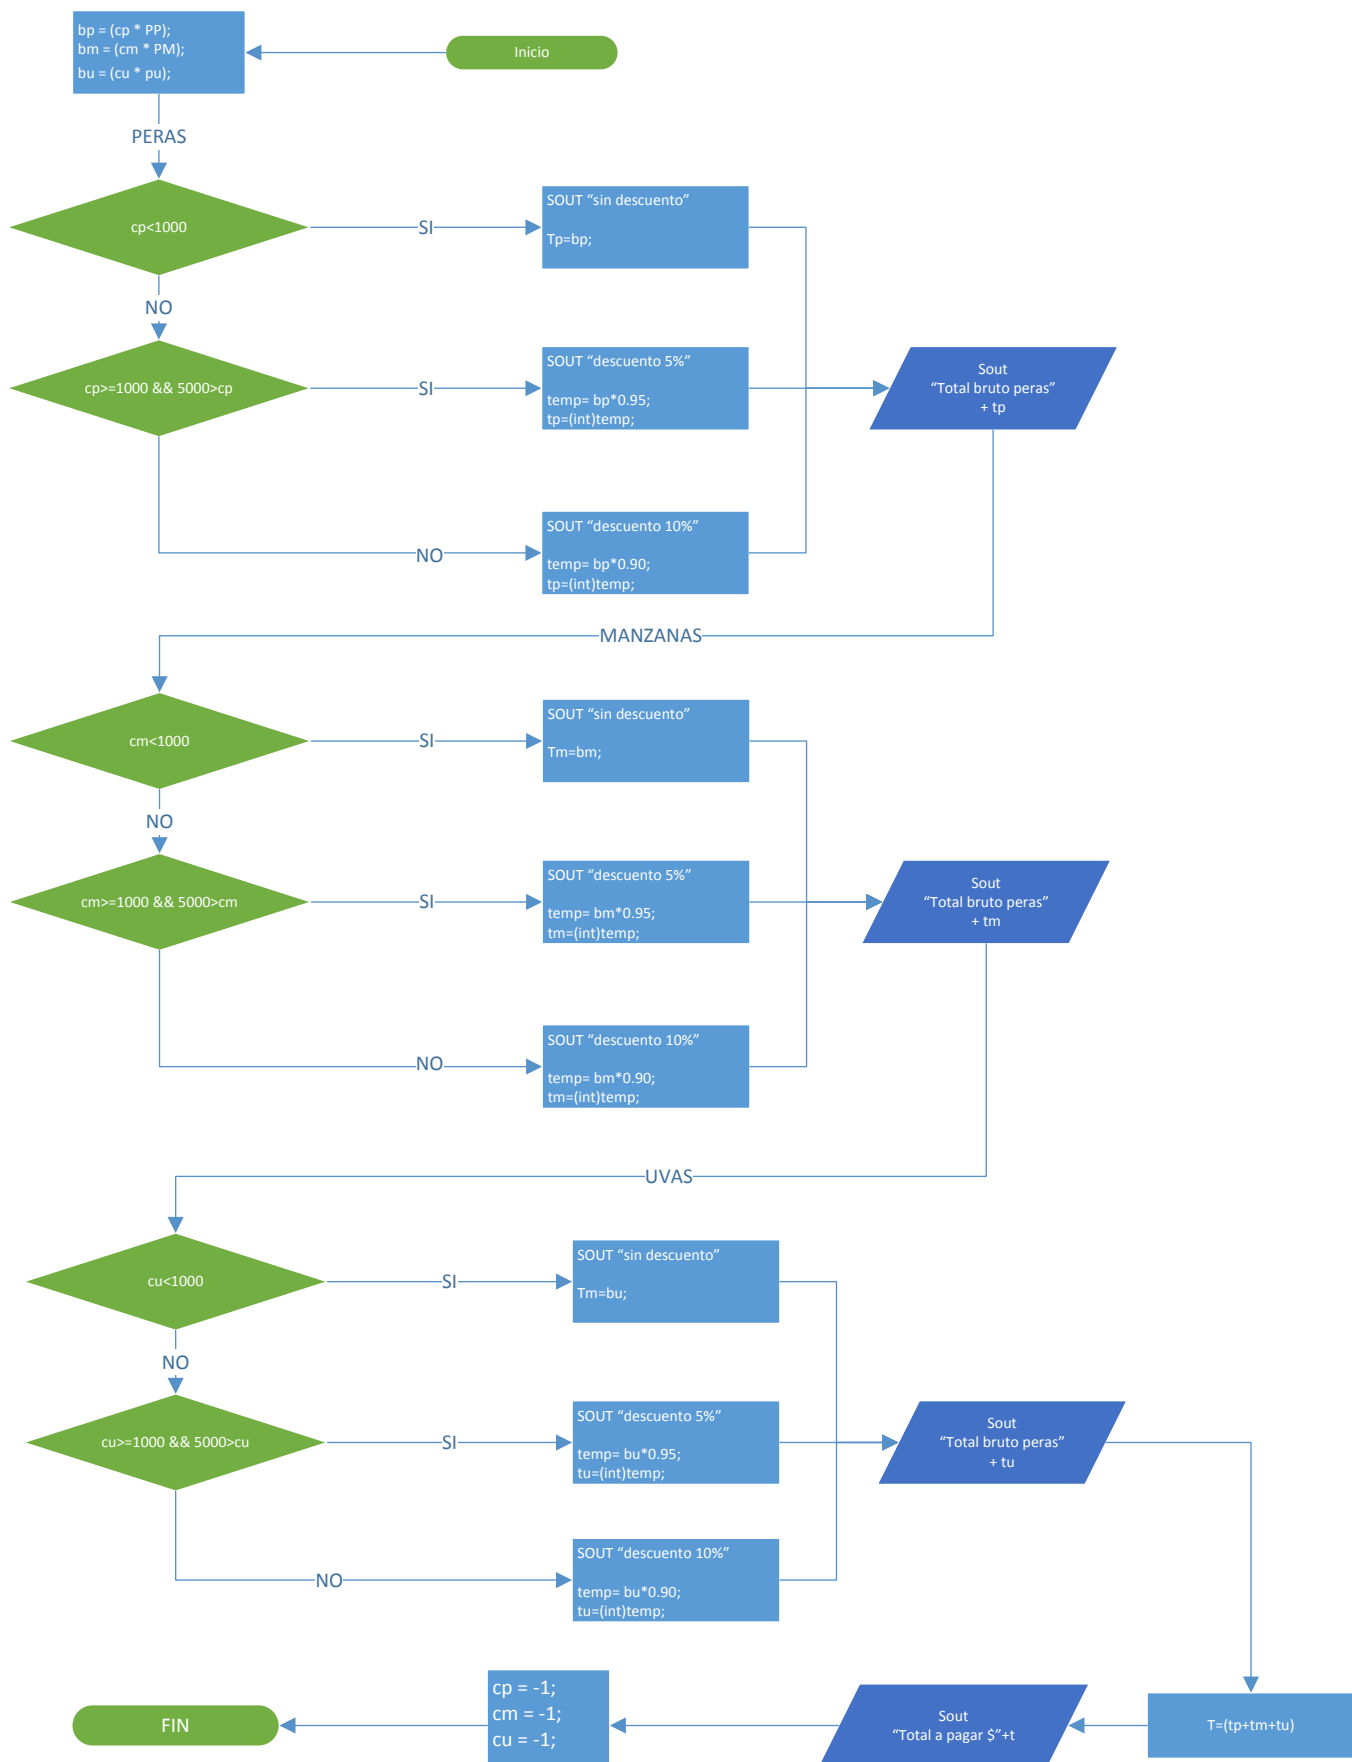 bp = (cp * PP);
bm = (cm * PM);
bu = (cu * pu);
Inicio
PERAS
cp<1000
SI
SOUT “sin descuento”
Tp=bp;
NO
cp>=1000 && 5000>cp
SI
SOUT “descuento 5%”
temp= bp*0.95;
tp=(int)temp;
Sout
“Total bruto peras”
+ tp
NO
SOUT “descuento 10%”
temp= bp*0.90;
tp=(int)temp;
MANZANAS
cm<1000
SI
SOUT “sin descuento”
Tm=bm;
NO
cm>=1000 && 5000>cm
SI
SOUT “descuento 5%”
temp= bm*0.95;
tm=(int)temp;
Sout
“Total bruto peras”
+ tm
NO
SOUT “descuento 10%”
temp= bm*0.90;
tm=(int)temp;
UVAS
cu<1000
SI
SOUT “sin descuento”
Tm=bu;
NO
cu>=1000 && 5000>cu
SI
SOUT “descuento 5%”
temp= bu*0.95;
tu=(int)temp;
Sout
“Total bruto peras”
+ tu
NO
SOUT “descuento 10%”
temp= bu*0.90;
tu=(int)temp;
T=(tp+tm+tu)
Sout
“Total a pagar $”+t
cp = -1;
cm = -1;
cu = -1;
FIN